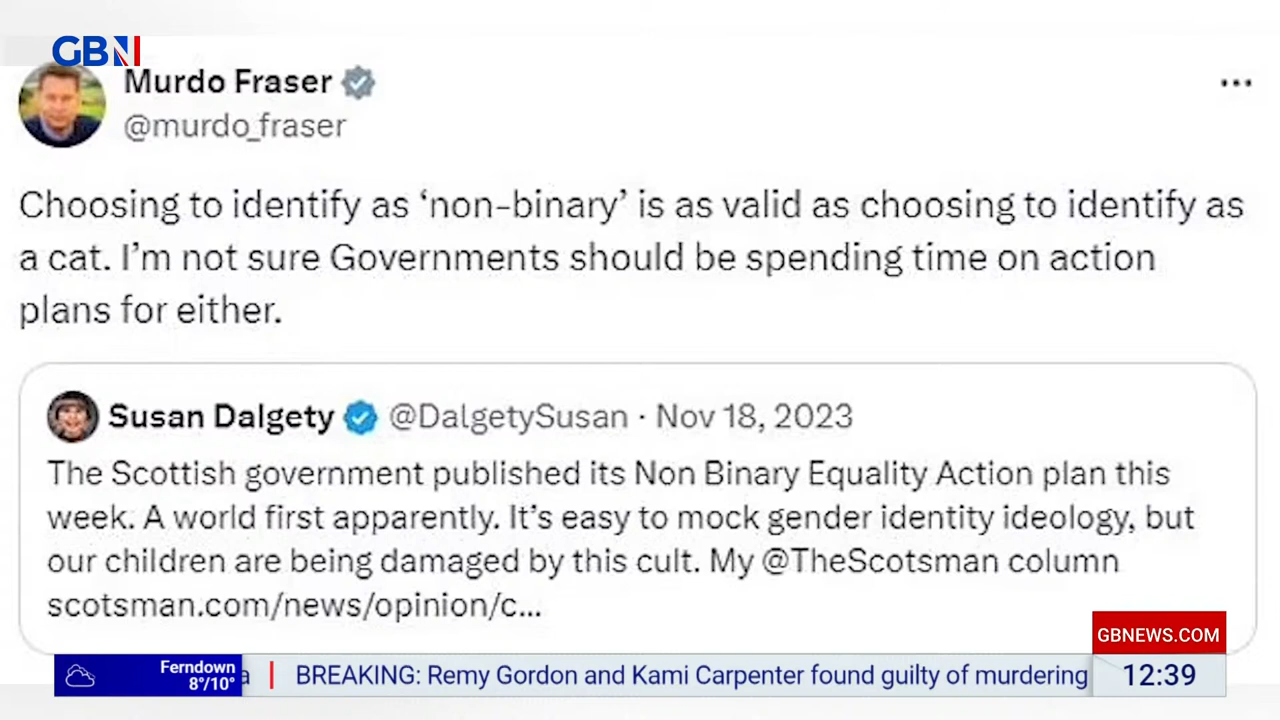 GBN
Murdo Fraser
@murdo_fraser
Choosing to identify as ‘non-binary’ is as valid as choosing to identify as
a cat. I’m not sure Governments should be spending time on action
plans for either.
Susan Dalgety @DalgetySusan · Nov 18, 2023
The Scottish government published its Non Binary Equality Action plan this
week. A world first apparently. It’s easy to mock gender identity ideology, but
our children are being damaged by this cult. My @TheScotsman column
scotsman.com/news/opinion/c...
GBNEWS.COM
Ferndown
8°/10°
a | BREAKING: Remy Gordon and Kami Carpenter found guilty of murdering
12:39